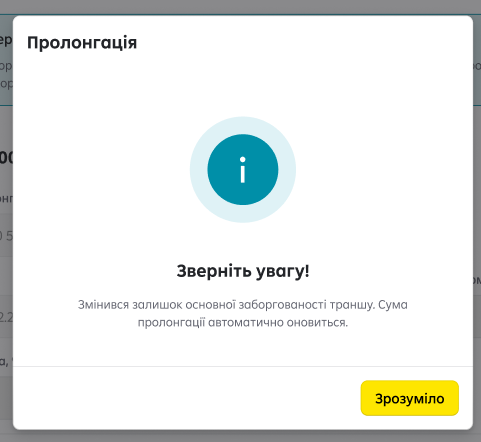 Пролонгація
i
Зверніть увагу!
Змінився залишок основної заборгованості траншу. Сума
пролонгації автоматично оновиться.
Зрозуміло